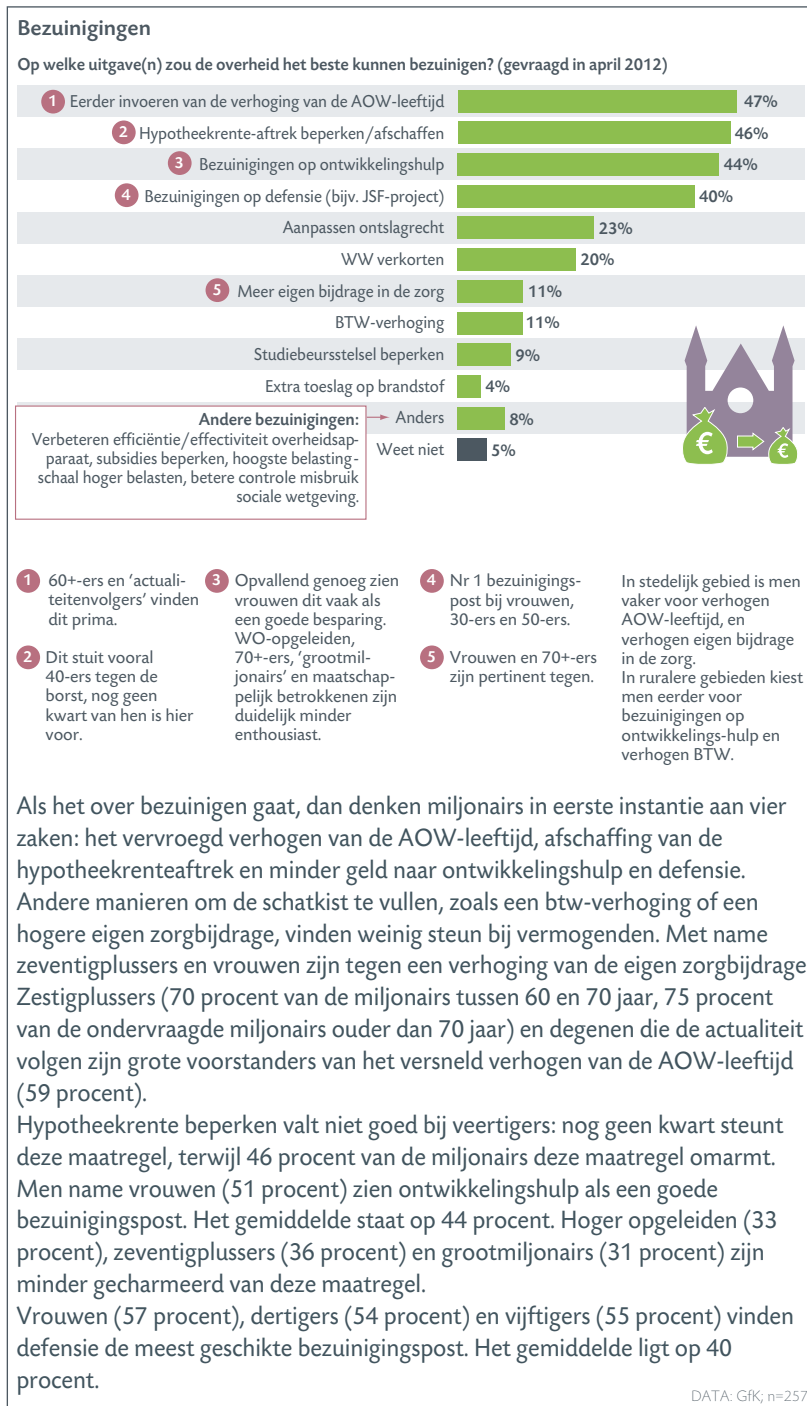 Bezuinigingen
Op welke uitgave(n) zou de overheid het beste kunnen bezuinigen? (gevraagd in april 2012)
1 Eerder invoeren van de verhoging van de AOW-leeftijd 47%
2 Hypotheekrente-aftrek beperken/afschaffen 46%
3 Bezuinigingen op ontwikkelingshulp 44%
4 Bezuinigingen op defensie (bijv. JSF-project) 40%
Aanpassen ontslagrecht 23%
WW verkorten 20%
5 Meer eigen bijdrage in de zorg 11%
BTW-verhoging 11%
Studiebeursstelsel beperken 9%
Extra toeslag op brandstof 4%
Anders 8%
Weet niet 5%
Andere bezuinigingen:
Verbeteren efficiëntie/effectiviteit overheidsap-
paraat, subsidies beperken, hoogste belasting-
schaal hoger belasten, betere controle misbruik
sociale wetgeving.
€
€
1 60+-ers en ‘actuali-
teitenvolgers’ vinden
dit prima.
2 Dit stuit vooral
40-ers tegen de
borst, nog geen
kwart van hen is hier
voor.
3 Opvallend genoeg zien
vrouwen dit vaak als
een goede besparing.
WO-opgeleiden,
70+-ers, ‘grootmil-
jonairs’ en maatschap-
pelijk betrokkenen zijn
duidelijk minder
enthousiast.
4 Nr 1 bezuinigings-
post bij vrouwen,
30-ers en 50-ers.
5 Vrouwen en 70+-ers
zijn pertinent tegen.
In stedelijk gebied is men
vaker voor verhogen
AOW-leeftijd, en
verhogen eigen bijdrage
in de zorg.
In ruralere gebieden kiest
men eerder voor
bezuinigingen op
ontwikkelings-hulp en
verhogen BTW.
Als het over bezuinigen gaat, dan denken miljonairs in eerste instantie aan vier
zaken: het vervroegd verhogen van de AOW-leeftijd, afschaffing van de
hypotheekrenteaftrek en minder geld naar ontwikkelingshulp en defensie.
Andere manieren om de schatkist te vullen, zoals een btw-verhoging of een
hogere eigen zorgbijdrage, vinden weinig steun bij vermogenden. Met name
zeventigplussers en vrouwen zijn tegen een verhoging van de eigen zorgbijdrage
Zestigplussers (70 procent van de miljonairs tussen 60 en 70 jaar, 75 procent
van de ondervraagde miljonairs ouder dan 70 jaar) en degenen die de actualiteit
volgen zijn grote voorstanders van het versneld verhogen van de AOW-leeftijd
(59 procent).
Hypotheekrente beperken valt niet goed bij veertigers: nog geen kwart steunt
deze maatregel, terwijl 46 procent van de miljonairs deze maatregel omarmt.
Men name vrouwen (51 procent) zien ontwikkelingshulp als een goede
bezuinigingspost. Het gemiddelde staat op 44 procent. Hoger opgeleiden (33
procent), zeventigplussers (36 procent) en grootmiljonairs (31 procent) zijn
minder gecharmeerd van deze maatregel.
Vrouwen (57 procent), dertigers (54 procent) en vijftigers (55 procent) vinden
defensie de meest geschikte bezuinigingspost. Het gemiddelde ligt op 40
procent.
DATA: GfK; n=257